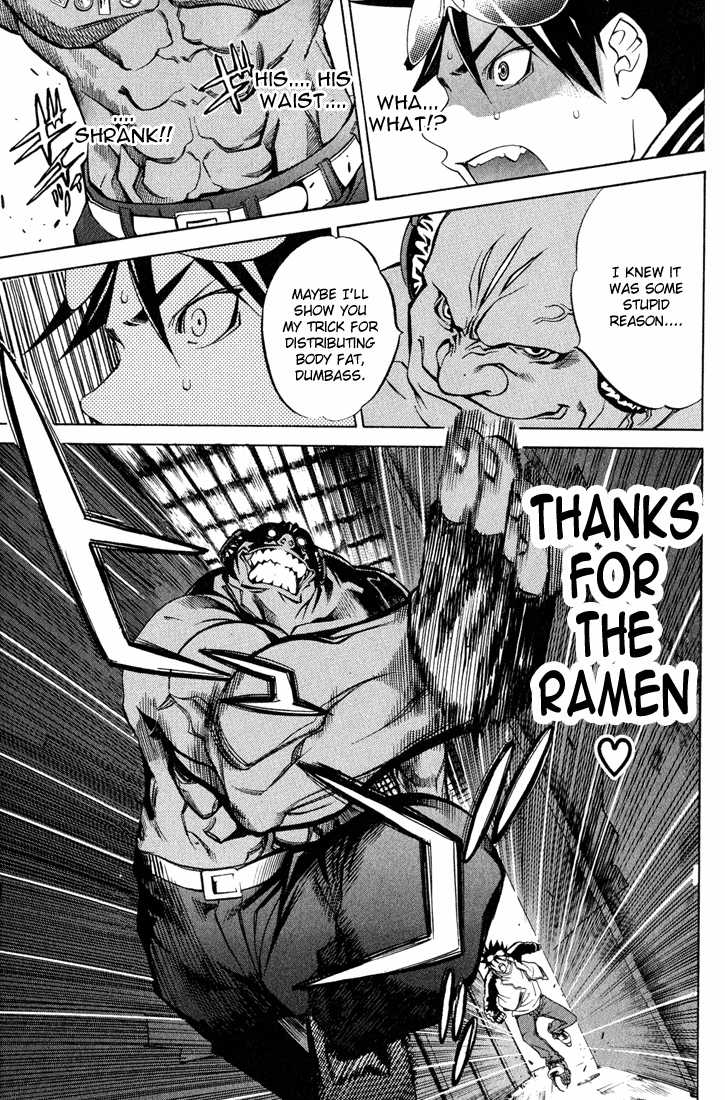 WHA...
WHAT!?
HIS.... HIS
WAIST....
....
SHRANK!!
I KNEW IT
WAS SOME
STUPID
REASON....
MAYBE I'LL
SHOW YOU
MY TRICK FOR
DISTRIBUTING
BODY FAT,
DUMBASS.
THANKS
FOR
THE
RAMEN
♡